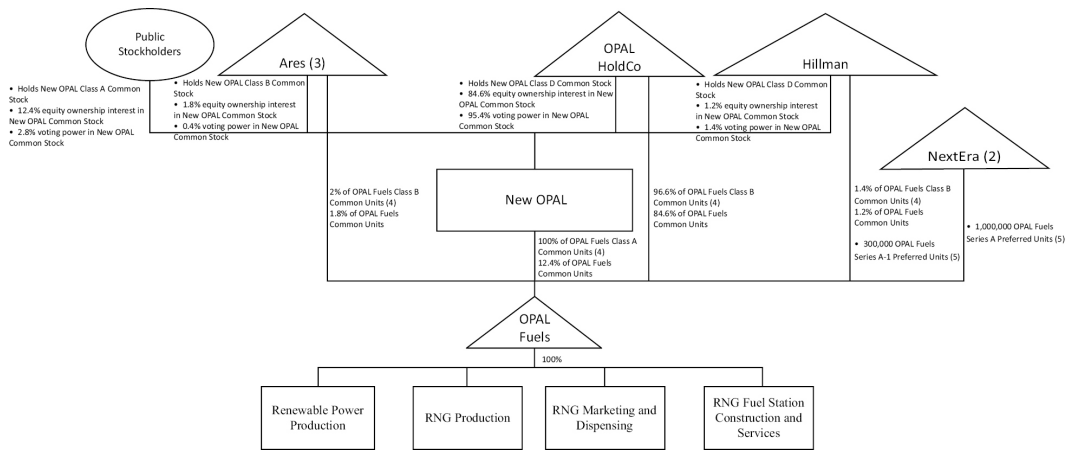 Public
Stockholders
Ares (3)
OPAL
HoldCo
Hillman
NextEra (2)
• Holds New OPAL Class A Common
Stock
• 12.4% equity ownership interest in
New OPAL Common Stock
• 2.8% voting power in New OPAL
Common Stock
• Holds New OPAL Class B Common
Stock
• 1.8% equity ownership interest
in New OPAL Common Stock
• 0.4% voting power in New OPAL
Common Stock
• Holds New OPAL Class D Common Stock
• 84.6% equity ownership interest in New
OPAL Common Stock
• 95.4% voting power in New OPAL
Common Stock
• Holds New OPAL Class D Common
Stock
• 1.2% equity ownership interest
in New OPAL Common Stock
• 1.4% voting power in New OPAL
Common Stock
New OPAL
2% of OPAL Fuels Class B
Common Units (4)
1.8% of OPAL Fuels
Common Units
96.6% of OPAL Fuels Class B
Common Units (4)
84.6% of OPAL Fuels
Common Units
1.4% of OPAL Fuels Class B
Common Units (4)
1.2% of OPAL Fuels
Common Units
• 300,000 OPAL Fuels
Series A-1 Preferred Units (5)
• 1,000,000 OPAL Fuels
Series A Preferred Units (5)
100% of OPAL Fuels Class A
Common Units (4)
12.4% of OPAL Fuels
Common Units
OPAL
Fuels
100%
Renewable Power
Production
RNG Production
RNG Marketing and
Dispensing
RNG Fuel Station
Construction and
Services